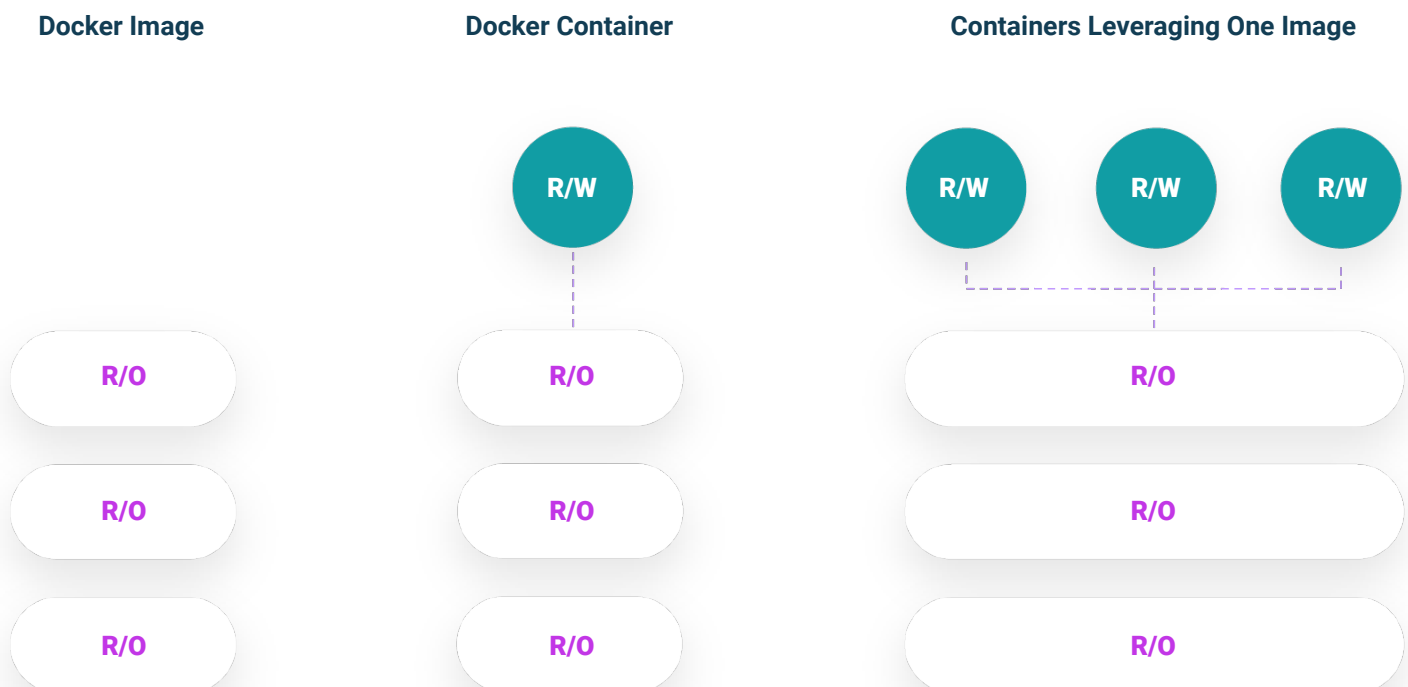 Docker Image
Docker Container
Containers Leveraging One Image
R/W
R/W
R/W
R/W
R/O
R/O
R/O
R/O
R/O
R/O
R/O
R/O
R/O